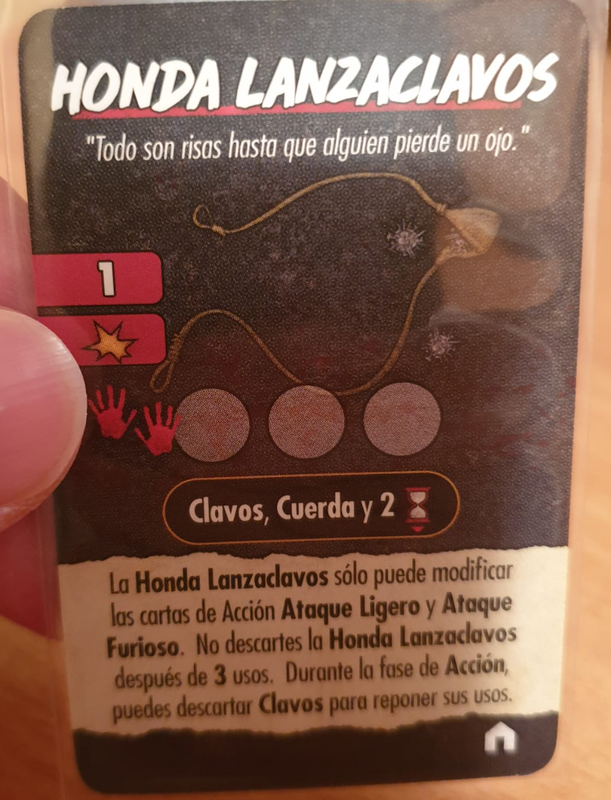 HONDA LANZACLAVOS
"Todo son risas hasta que alguien pierde un ojo."
1
Clavos, Cuerda y 2
La Honda Lanzaclavos sólo puede modificar
las cartas de Acción Ataque Ligero y Ataque
Furioso. No descartes la Honda Lanzaclavos
después de 3 usos. Durante la fase de Acción,
puedes descartar Clavos para reponer sus usos.